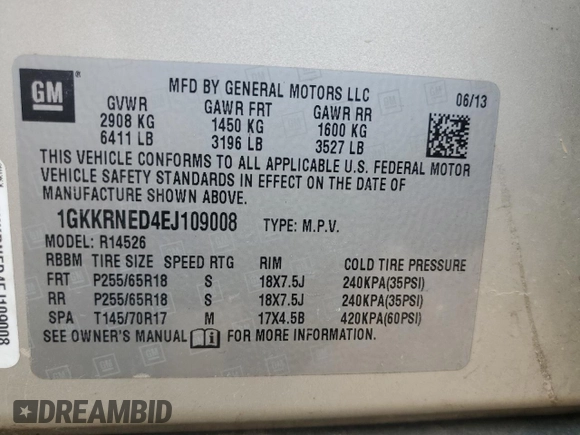 GM
MFD BY GENERAL MOTORS LLC
06/13
GVWR GAWR FRT GAWR RR
2908 KG 1450 KG 1600 KG
6411 LB 3196 LB 3527 LB
THIS VEHICLE CONFORMS TO ALL APPLICABLE U.S. FEDERAL MOTOR
VEHICLE SAFETY STANDARDS IN EFFECT ON THE DATE OF
MANUFACTURE SHOWN ABOVE.
1GKKRNED4EJ109008 TYPE: M.P.V.
MODEL: R14526
RBBM TIRE SIZE SPEED RTG RIM COLD TIRE PRESSURE
FRT P255/65R18 S 18X7.5J 240KPA(35PSI)
RR P255/65R18 S 18X7.5J 240KPA(35PSI)
SPA T145/70R17 M 17X4.5B 420KPA(60PSI)
SEE OWNER'S MANUAL FOR MORE INFORMATION.
DREAMBID